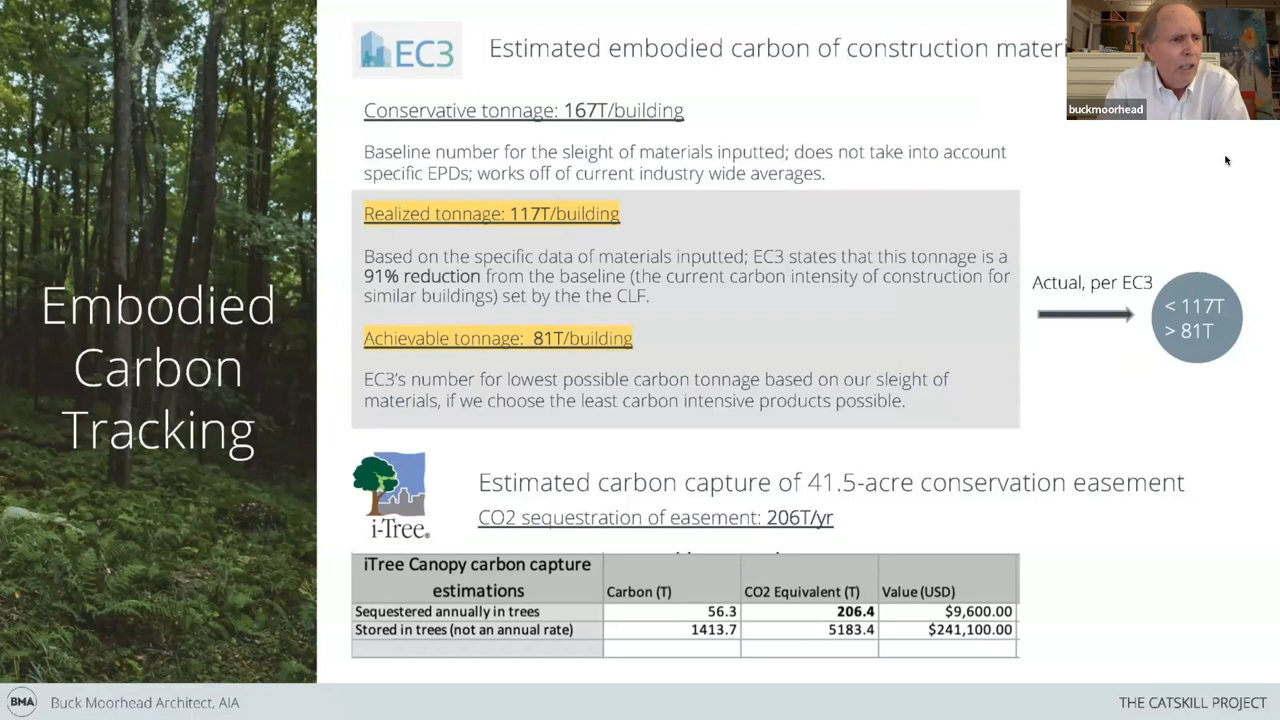 EC3
Estimated embodied carbon of construction materi
buckmoorhead
Conservative tonnage: 167T/building
Baseline number for the sleight of materials inputted; does not take into account
specific EPDs; works off of current industry wide averages.
Realized tonnage: 117T/building
Based on the specific data of materials inputted; EC3 states that this tonnage is a
91% reduction from the baseline (the current carbon intensity of construction for
similar buildings) set by the the CLF.
Achievable tonnage: 81T/building
EC3's number for lowest possible carbon tonnage based on our sleight of
materials, if we choose the least carbon intensive products possible.
Actual, per EC3
< 117T
> 81T
Embodied
Carbon
Tracking
i-Tree®
Estimated carbon capture of 41.5-acre conservation easement
CO2 sequestration of easement: 206T/yr
iTree Canopy carbon capture
estimations
Carbon (T) CO2 Equivalent (T) Value (USD)
Sequestered annually in trees 56.3 206.4 $9,600.00
Stored in trees (not an annual rate) 1413.7 5183.4 $241,100.00
BMA Buck Moorhead Architect, AIA
THE CATSKILL PROJECT